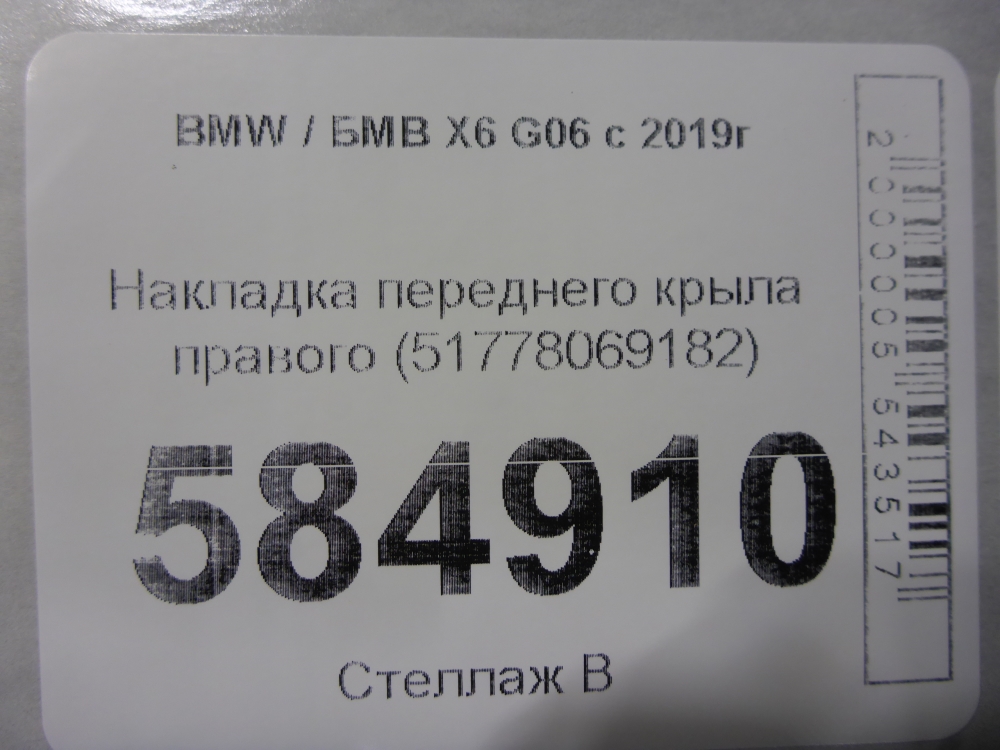 BMW / БМВ X6 G06 с 2019г
Накладка переднего крыла
правого (51778069182)
584910
Стеллаж В
2000005543517